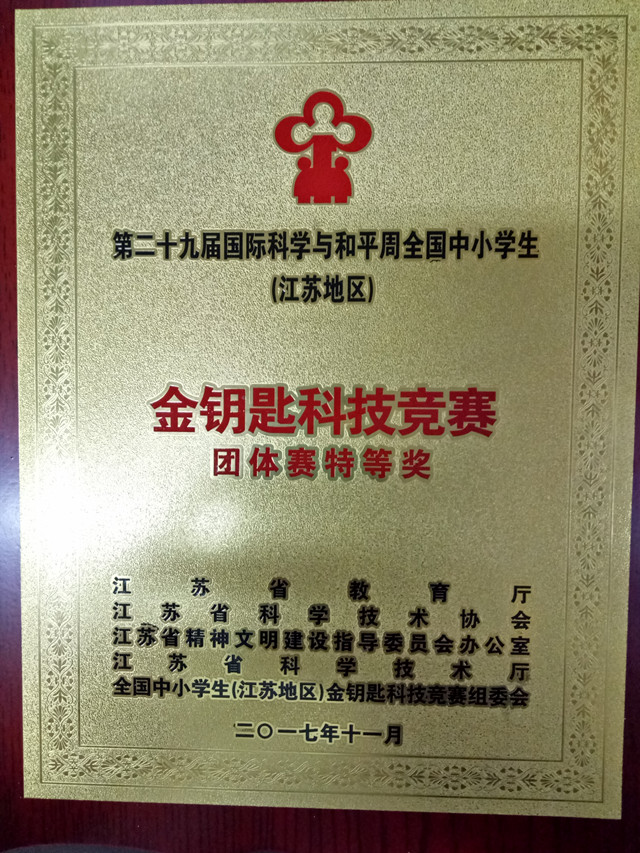 第二十九届国际科学与和平周全国中小学生
(江苏地区)
金钥匙科技竞赛
团体赛特等奖
江苏省教育厅
江苏省科学技术协会
江苏省精神文明建设指导委员会办公室
江苏省科学技术厅
全国中小学生(江苏地区)金钥匙科技竞赛组委会
二〇一七年十一月